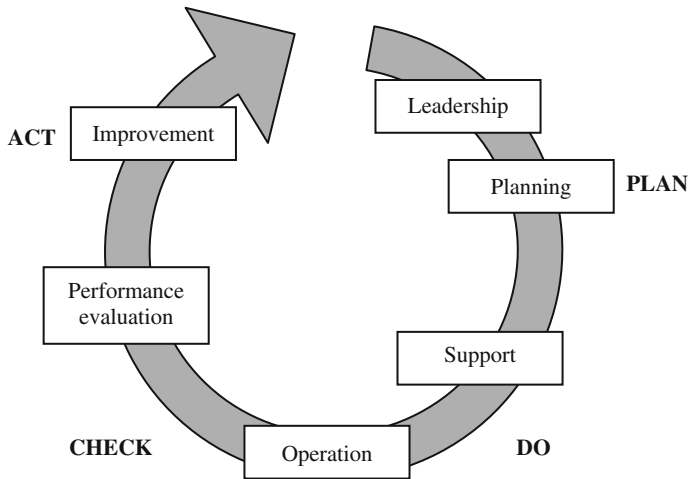 Leadership
ACT
Improvement
Planning
PLAN
Performance
evaluation
Support
CHECK
Operation
DO